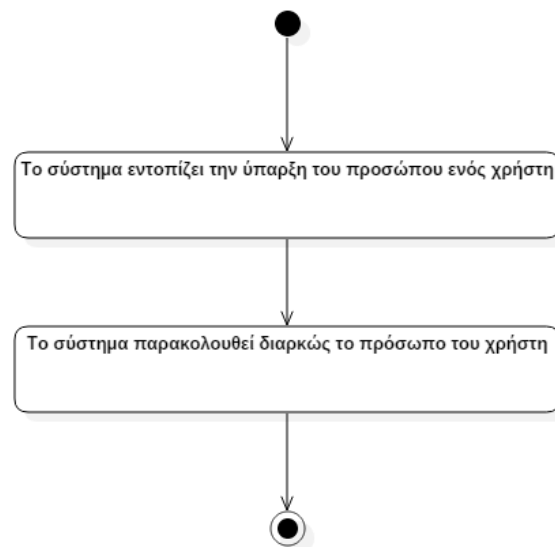 Το σύστημα εντοπίζει την ύπαρξη του προσώπου ενός χρήστη
Το σύστημα παρακολουθεί διαρκώς το πρόσωπο του χρήστη